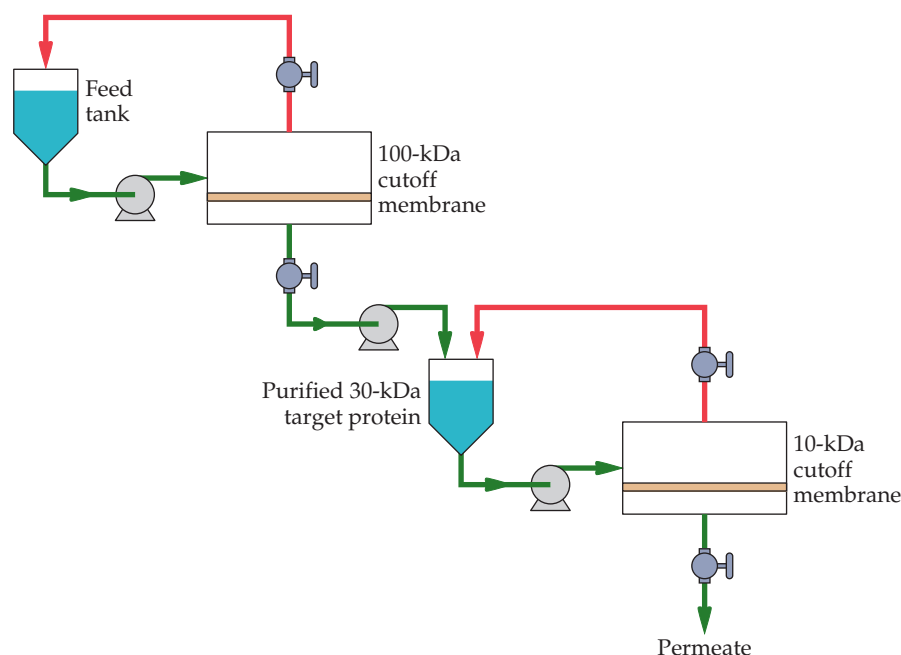 Feed
tank
100-kDa
cutoff
membrane
Purified 30-kDa
target protein
10-kDa
cutoff
membrane
Permeate